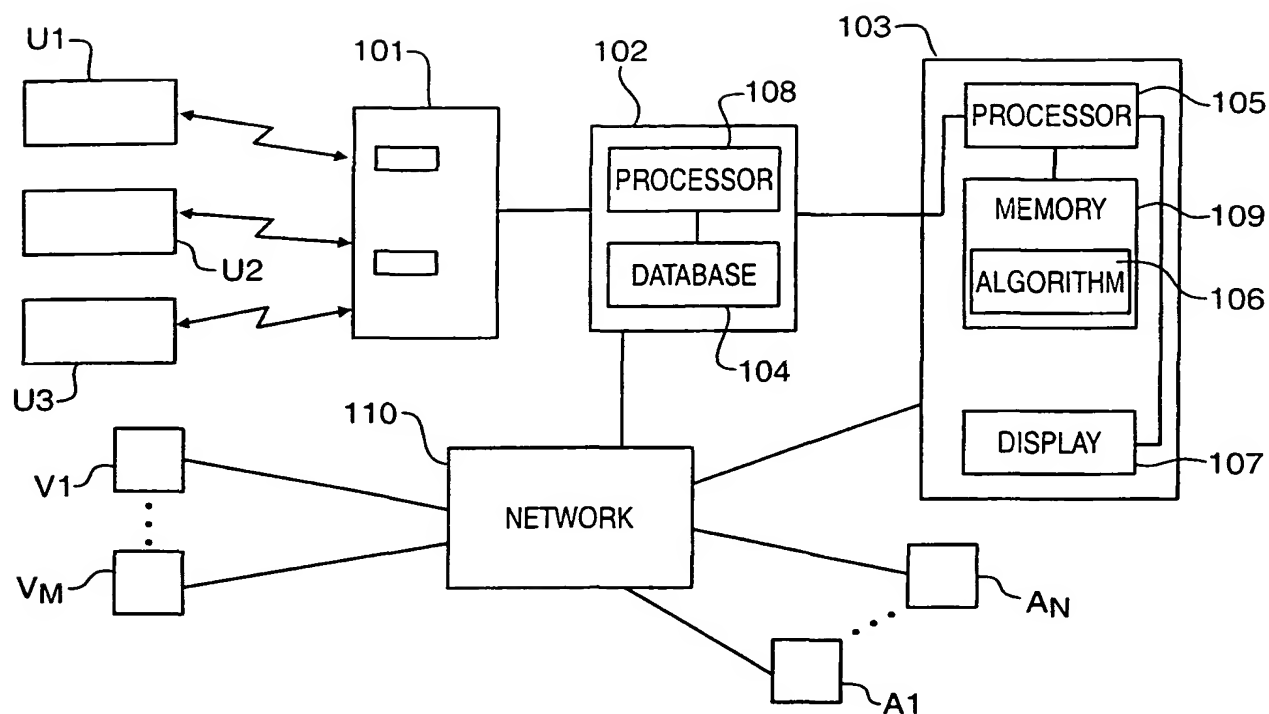 U1
U2
U3
101
102
108
PROCESSOR
DATABASE
104
103
PROCESSOR
105
MEMORY
109
ALGORITHM
106
DISPLAY
107
110
NETWORK
V1
VM
AN
A1